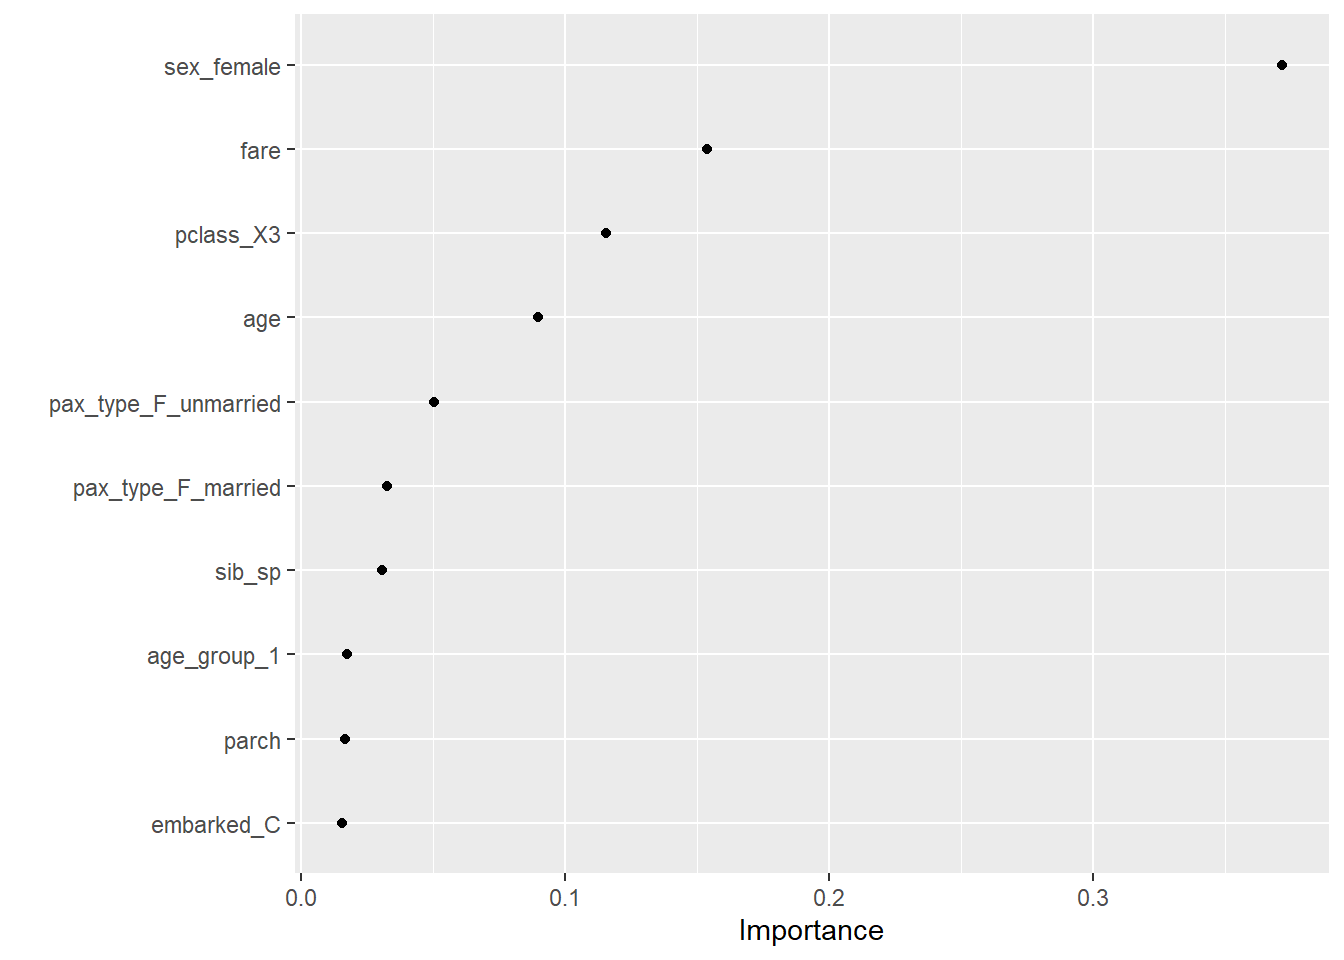 sex_female
fare
pclass_X3
age
pax_type_F_unmarried
pax_type_F_married
sib_sp
age_group_1
parch
embarked_C
0.0 0.1 0.2 0.3
Importance